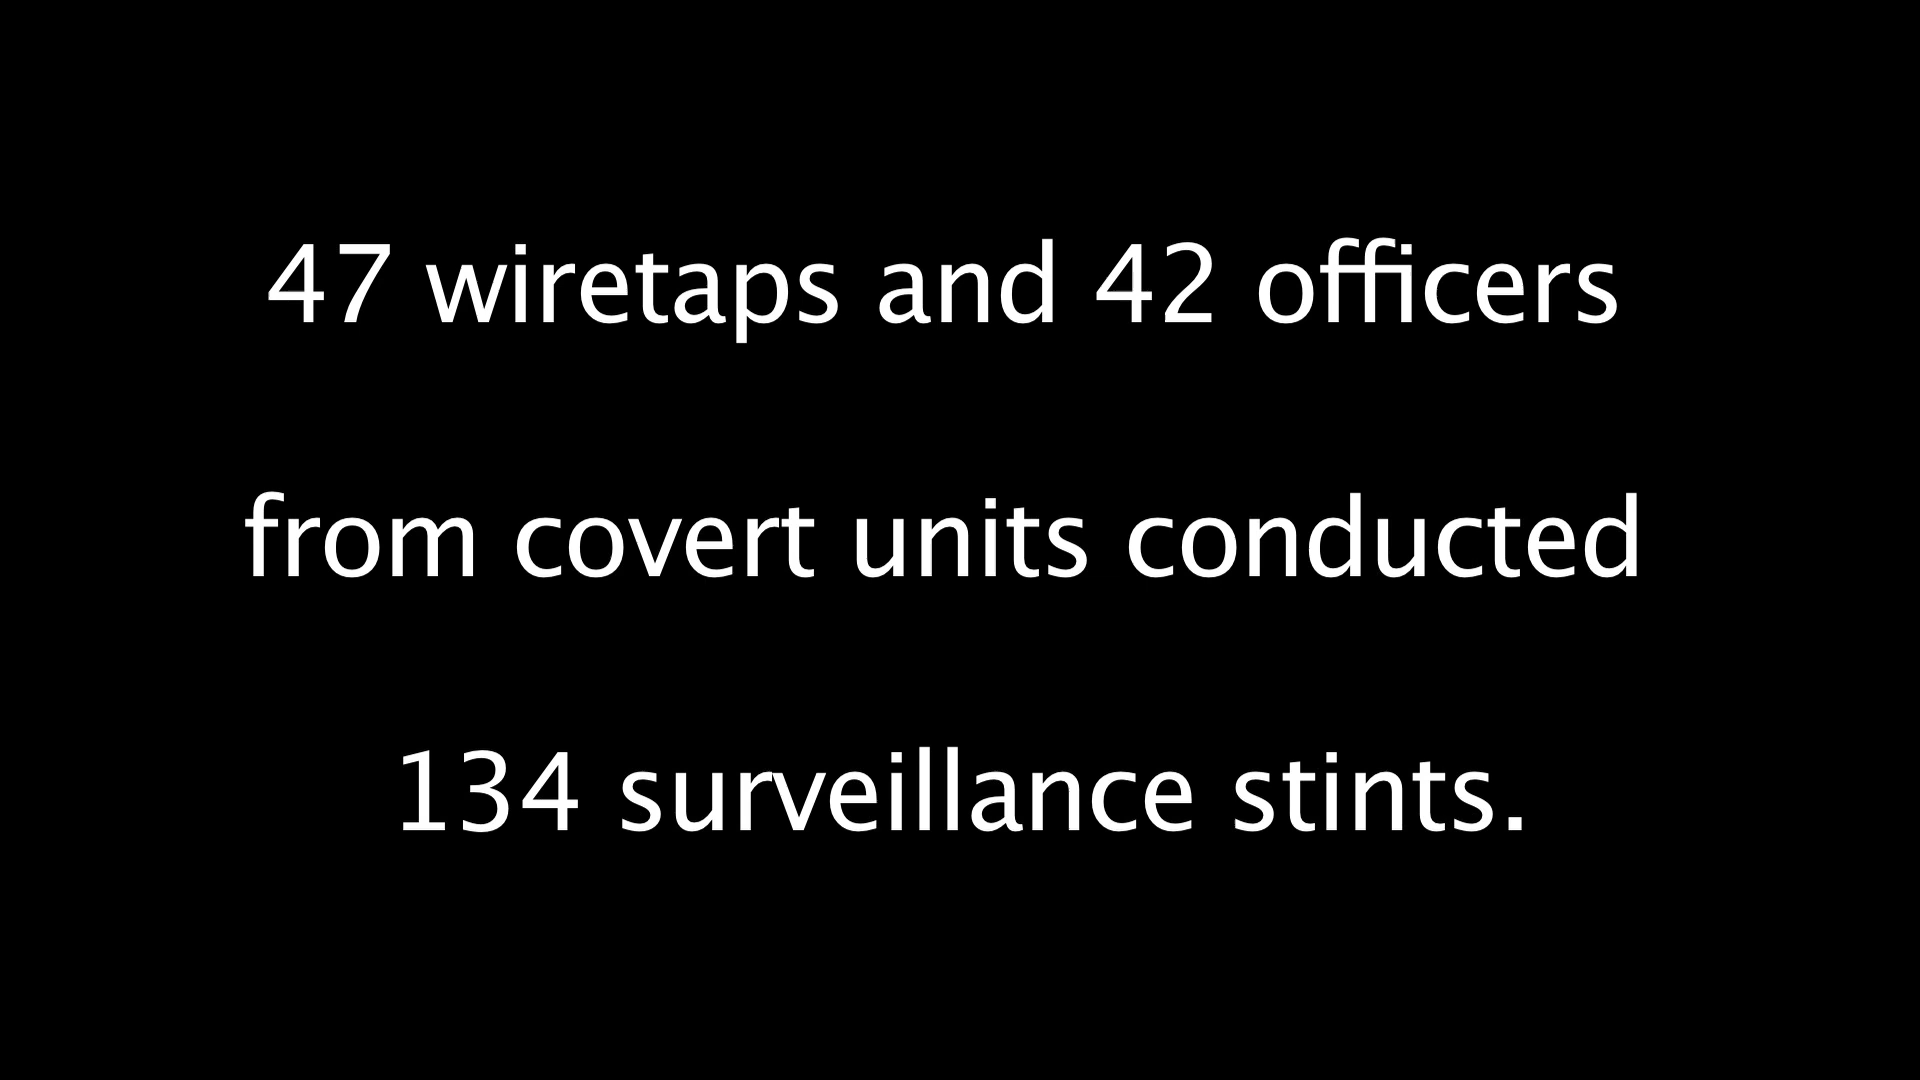 47 wiretaps and 42 officers
from covert units conducted
134 surveillance stints.